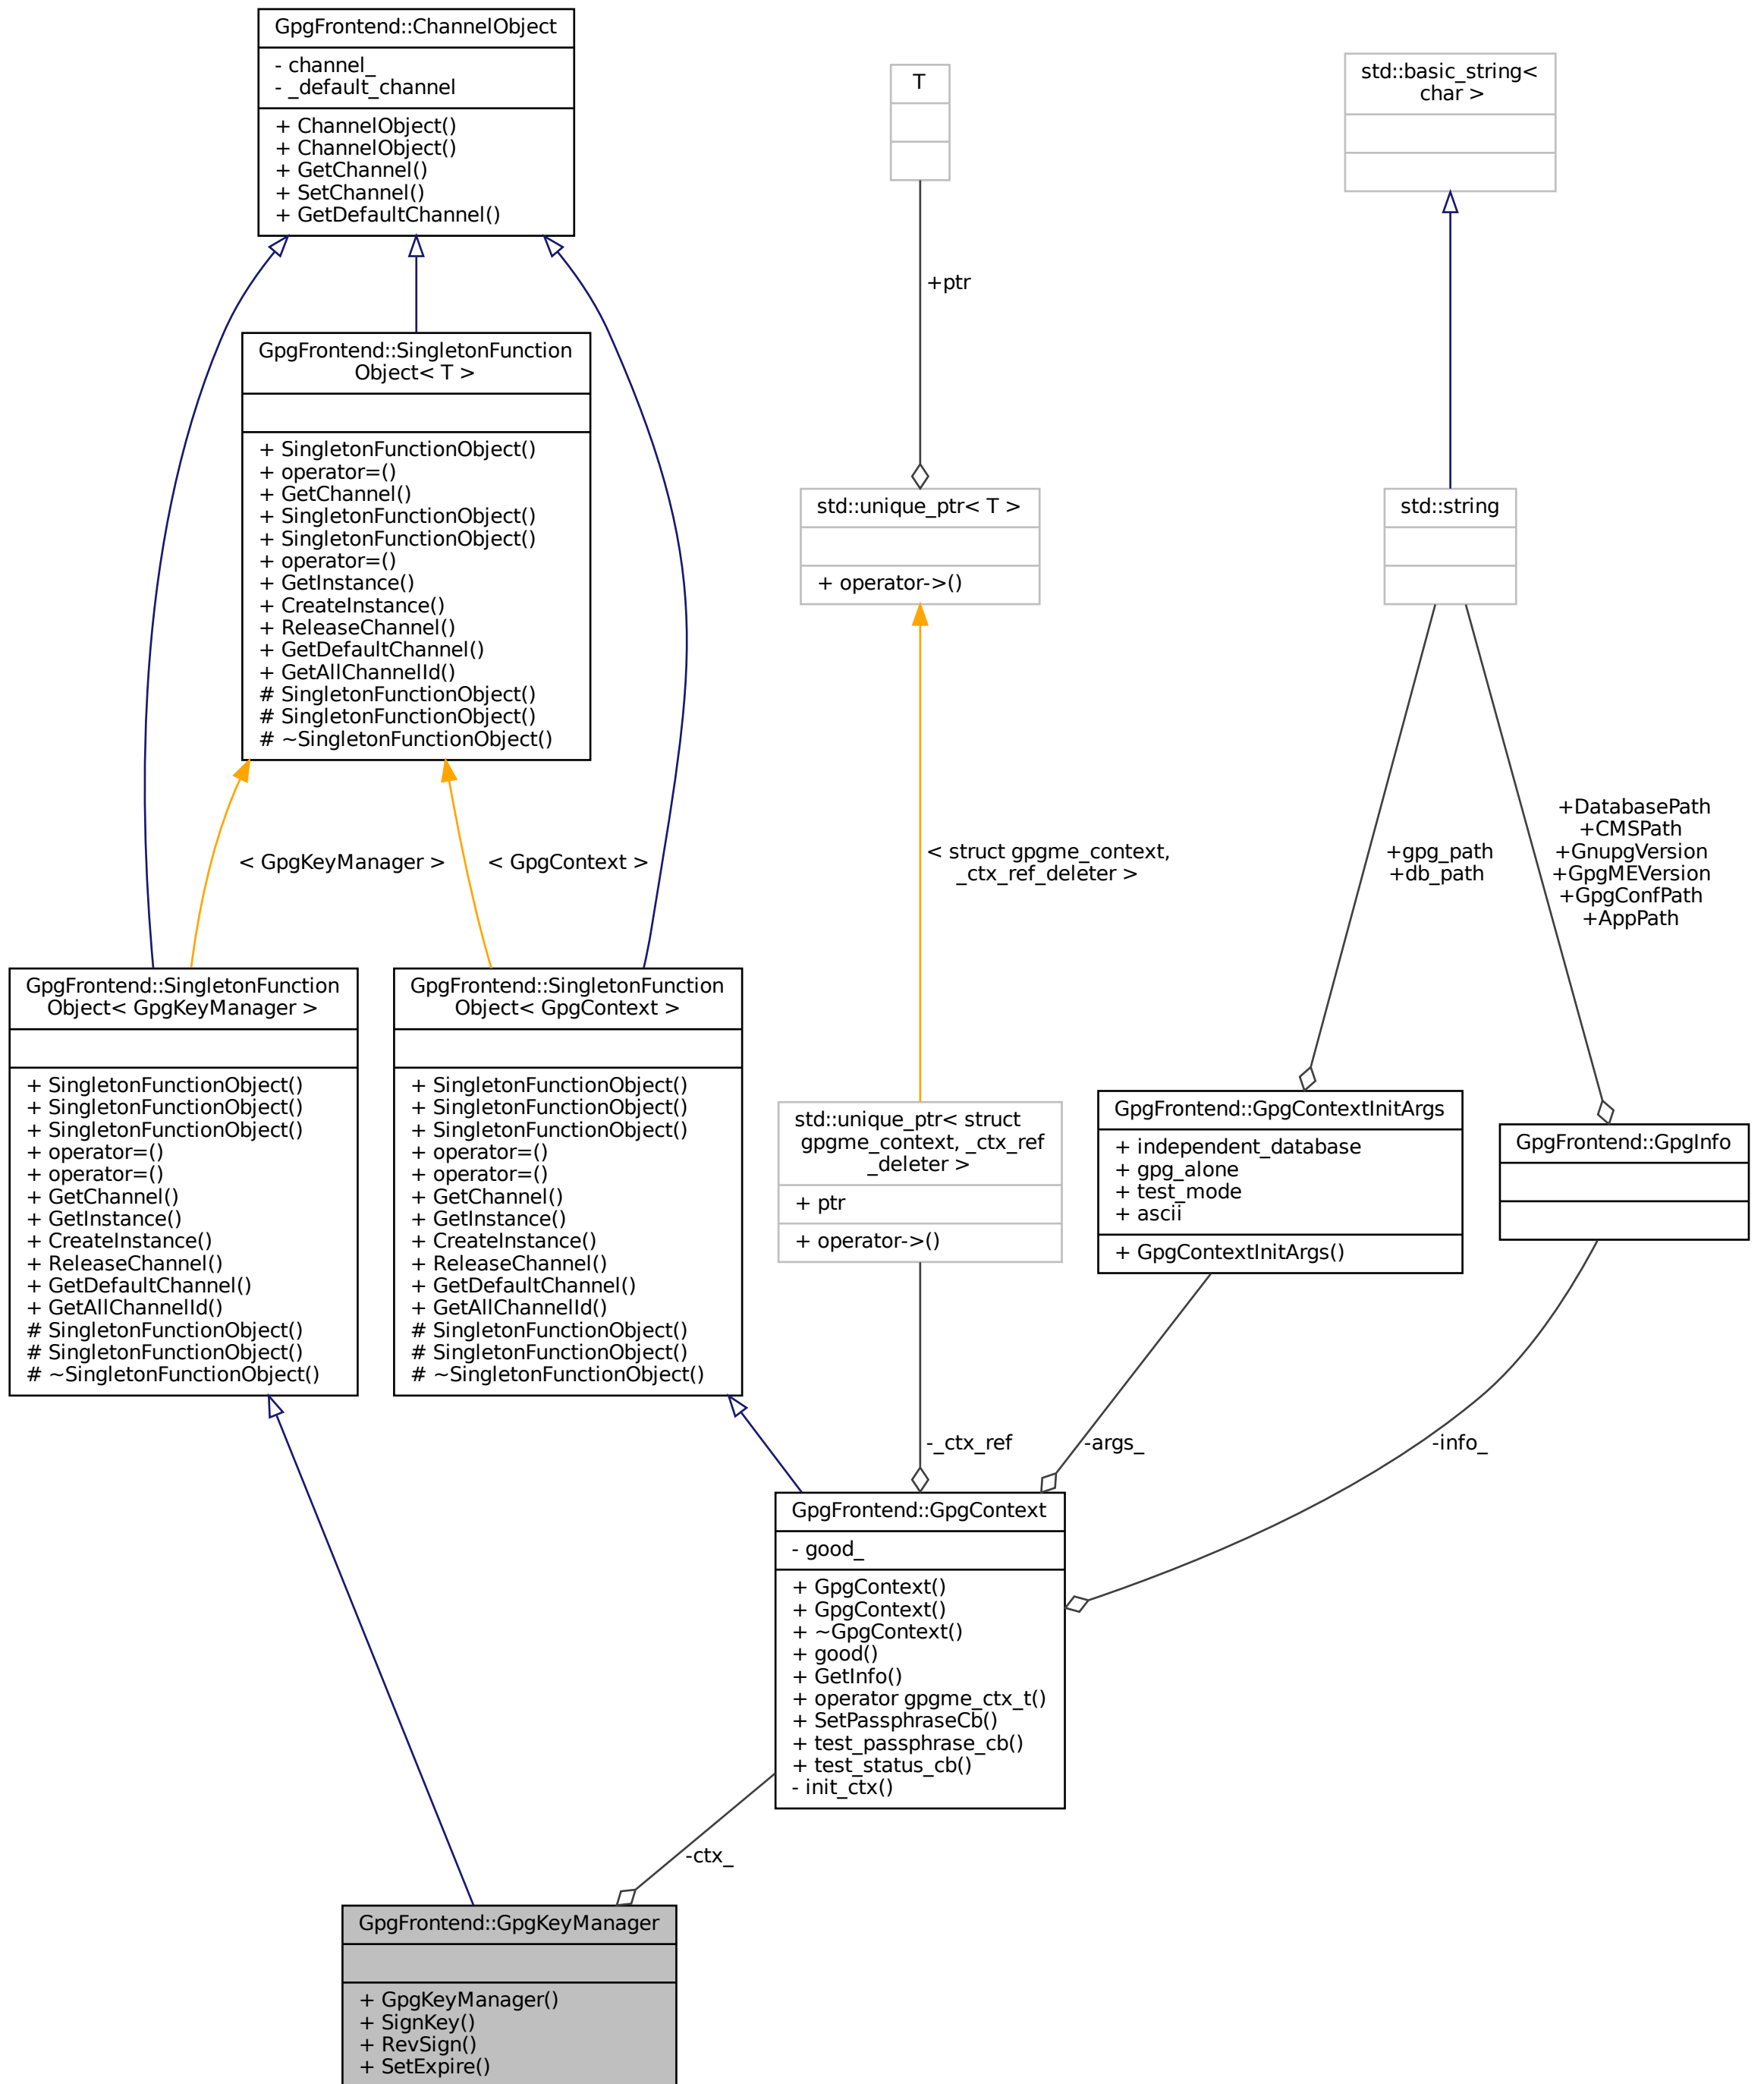 GpgFrontend::ChannelObject
- channel_
- _default_channel
+ ChannelObject()
+ ChannelObject()
+ GetChannel()
+ SetChannel()
+ GetDefaultChannel()
T
std::basic_string<
char >
+ptr
GpgFrontend::SingletonFunction
Object< T >
+ SingletonFunctionObject()
+ operator=()
+ GetChannel()
+ SingletonFunctionObject()
+ SingletonFunctionObject()
+ operator=()
+ GetInstance()
+ CreateInstance()
+ ReleaseChannel()
+ GetDefaultChannel()
+ GetAllChannelId()
# SingletonFunctionObject()
# SingletonFunctionObject()
# ~SingletonFunctionObject()
std::unique_ptr< T >
+ operator->()
std::string
< GpgKeyManager >
< GpgContext >
< struct gpgme_context,
_ctx_ref_deleter >
+gpg_path
+db_path
+DatabasePath
+CMSPath
+GnupgVersion
+GpgMEVersion
+GpgConfPath
+AppPath
GpgFrontend::SingletonFunction
Object< GpgKeyManager >
+ SingletonFunctionObject()
+ SingletonFunctionObject()
+ SingletonFunctionObject()
+ operator=()
+ operator=()
+ GetChannel()
+ GetInstance()
+ CreateInstance()
+ ReleaseChannel()
+ GetDefaultChannel()
+ GetAllChannelId()
# SingletonFunctionObject()
# SingletonFunctionObject()
# ~SingletonFunctionObject()
GpgFrontend::SingletonFunction
Object< GpgContext >
+ SingletonFunctionObject()
+ SingletonFunctionObject()
+ SingletonFunctionObject()
+ operator=()
+ operator=()
+ GetChannel()
+ GetInstance()
+ CreateInstance()
+ ReleaseChannel()
+ GetDefaultChannel()
+ GetAllChannelId()
# SingletonFunctionObject()
# SingletonFunctionObject()
# ~SingletonFunctionObject()
std::unique_ptr< struct
gpgme_context, _ctx_ref
_deleter >
+ ptr
+ operator->()
GpgFrontend::GpgContextInitArgs
+ independent_database
+ gpg_alone
+ test_mode
+ ascii
+ GpgContextInitArgs()
GpgFrontend::GpgInfo
-_ctx_ref
-args_
-info_
GpgFrontend::GpgContext
- good_
+ GpgContext()
+ GpgContext()
+ ~GpgContext()
+ good()
+ GetInfo()
+ operator gpgme_ctx_t()
+ SetPassphraseCb()
+ test_passphrase_cb()
+ test_status_cb()
- init_ctx()
-ctx_
GpgFrontend::GpgKeyManager
+ GpgKeyManager()
+ SignKey()
+ RevSign()
+ SetExpire()